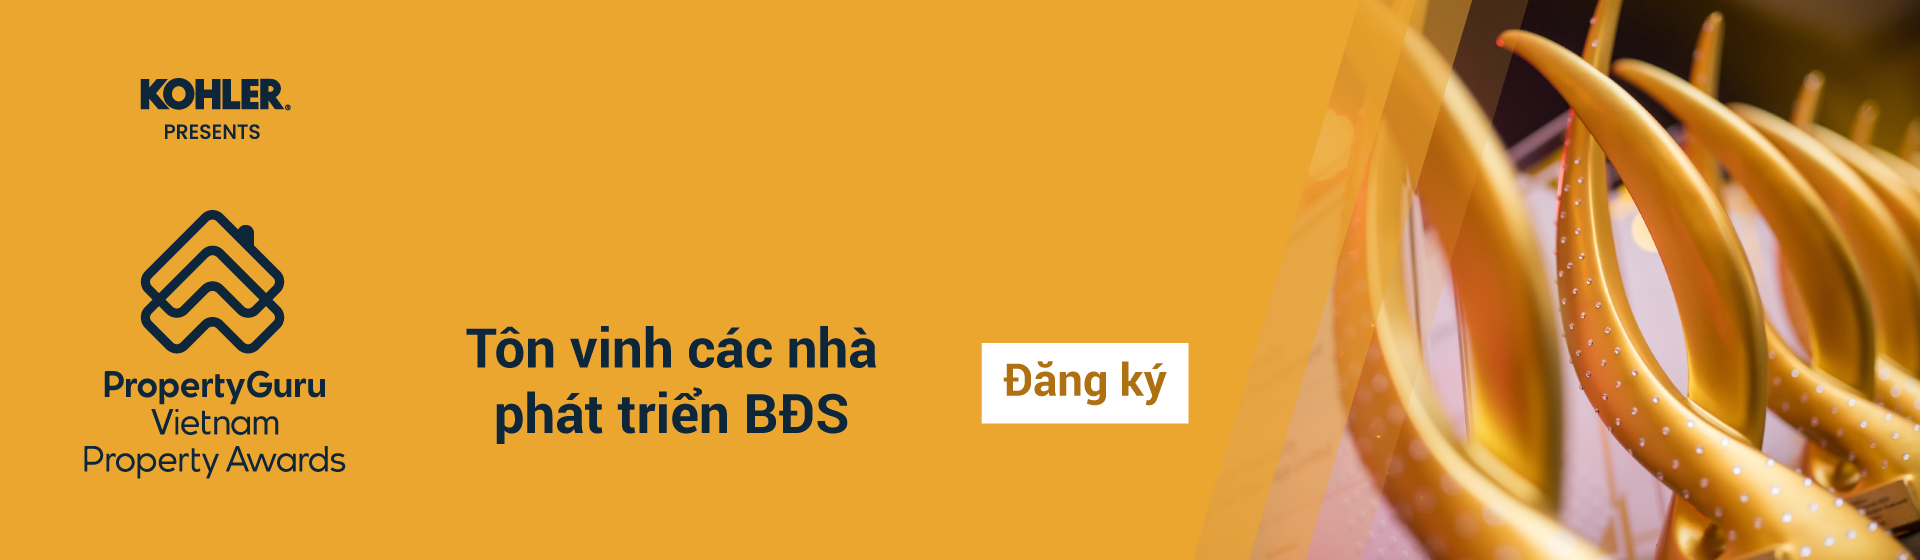 KOHLER®
PRESENTS
PropertyGuru
Vietnam
Property Awards
Tôn vinh các nhà
phát triển BĐS
Đăng ký